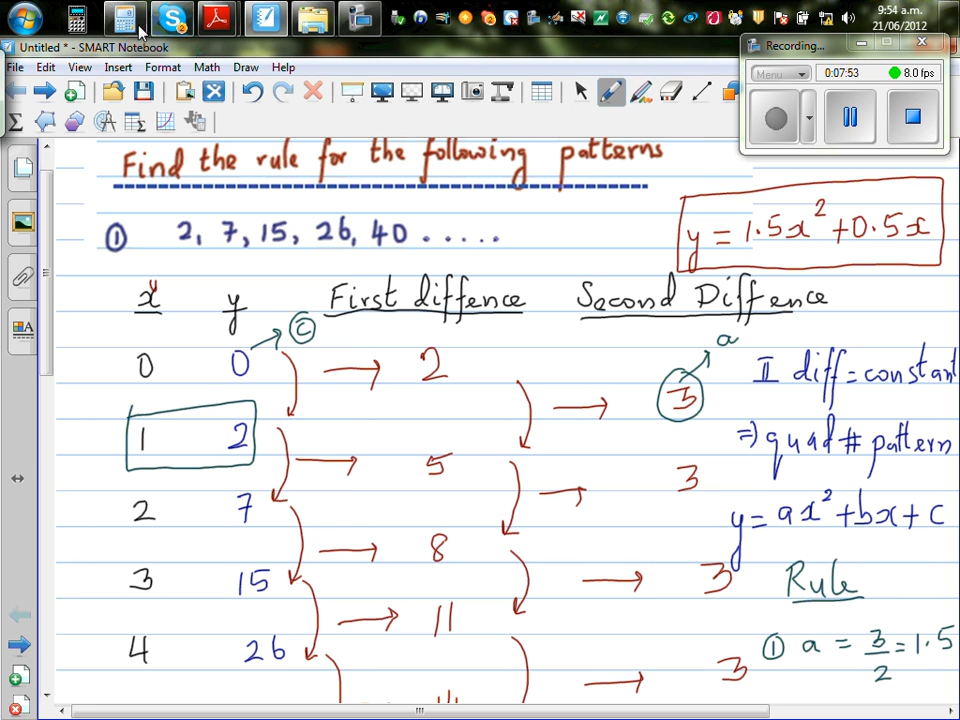 9:54 a.m.
21/06/2012
Untitled * - SMART Notebook
Recording...
File Edit View Insert Format Math Draw Help
Menu
0:07:53
8.0 fps
Find the rule for the following patterns
① 2, 7, 15, 26, 40 ......
y = 1.5x² + 0.5x
x y First diffence Second Diffence
c
a
0 0 → 2
→ 3
II diff = constant
1 2
→ 5
⇒ quad # pattern
→ 3
2 7
y = ax² + bx + c
→ 8
3 15
→ 3
Rule
→ 11
4 26
① a = 3/2 = 1.5
→ 3